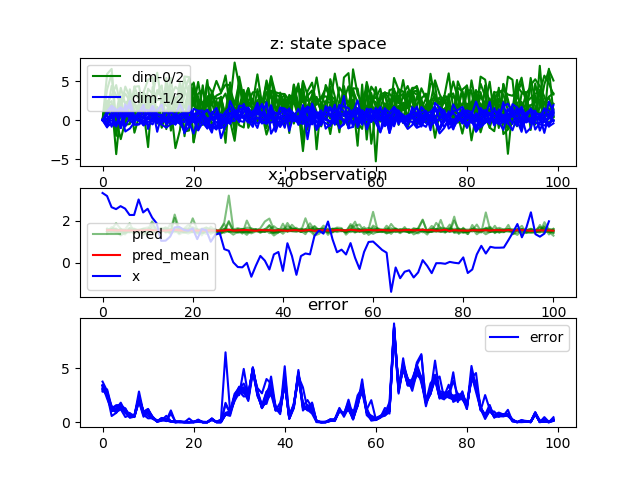 z: state space
5
0
−5
dim-0/2
dim-1/2
0
20
40
60
80
100
x: observation
2
0
pred
pred_mean
x
0
20
40
60
80
100
error
5
0
error
0
20
40
60
80
100